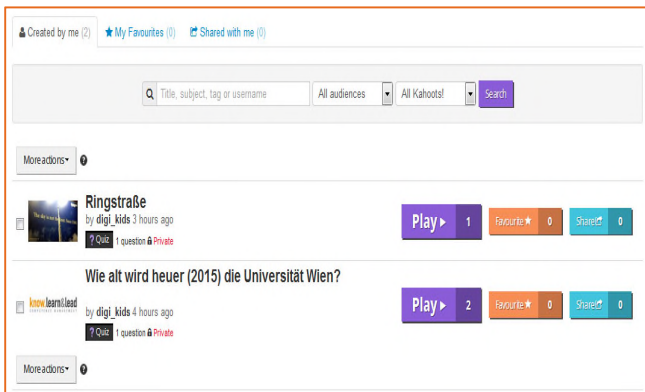 Created by me (2) My Favourites (0) Shared with me (0)
Title, subject, tag or username All audiences All Kahoots! Search
More actions
Ringstraße
by digi_kids 3 hours ago
? Quiz 1 question Private
Play 1 Favourite 0 Share 0
Wie alt wird heuer (2015) die Universität Wien?
know.learn&lead
by digi_kids 4 hours ago
? Quiz 1 question Private
Play 2 Favourite 0 Share 0
More actions